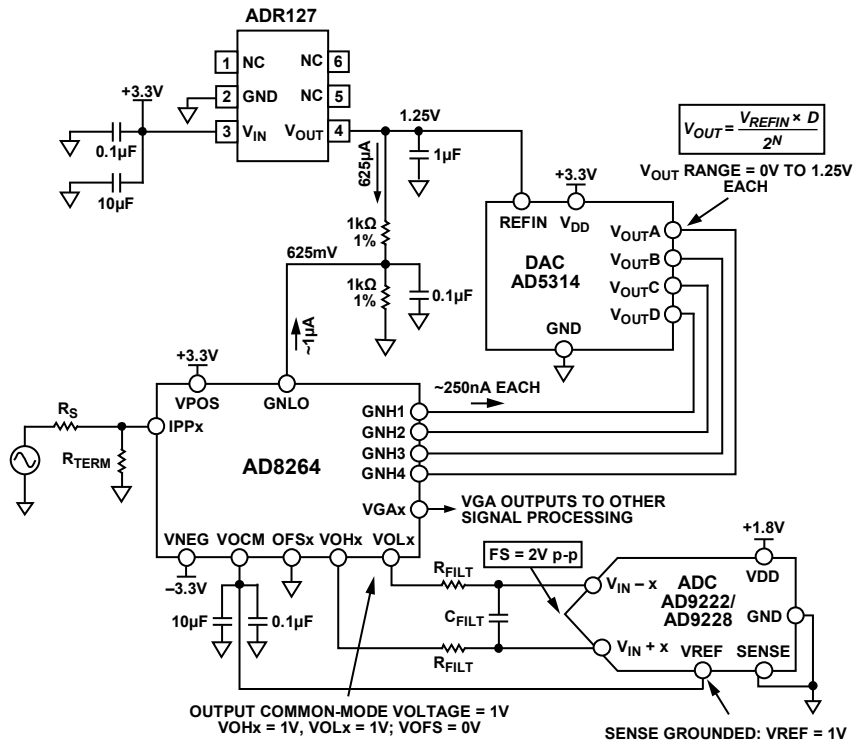 ADR127
1 NC
NC 6
+3.3V
2 GND
NC 5
1.25V
3 VIN
VOUT 4
0.1µF
10µF
625µA
1µF
VOUT = VREFIN × D / 2^N
VOUT RANGE = 0V TO 1.25V
EACH
+3.3V
REFIN
VDD
VOUTA
VOUTB
VOUTC
VOUTD
DAC
AD5314
GND
1kΩ
1%
625mV
1kΩ
1%
0.1µF
~1µA
+3.3V
VPOS
GNLO
~250nA EACH
RS
RTERM
IPPx
AD8264
GNH1
GNH2
GNH3
GNH4
VGAx
VGA OUTPUTS TO OTHER
SIGNAL PROCESSING
VNEG
VOCM
OFSx
VOHx
VOLx
–3.3V
10µF
0.1µF
RFILT
CFILT
RFILT
FS = 2V p-p
+1.8V
VDD
VIN – x
ADC
AD9222/
AD9228
GND
VIN + x
VREF
SENSE
OUTPUT COMMON-MODE VOLTAGE = 1V
VOHx = 1V, VOLx = 1V; VOFS = 0V
SENSE GROUNDED: VREF = 1V